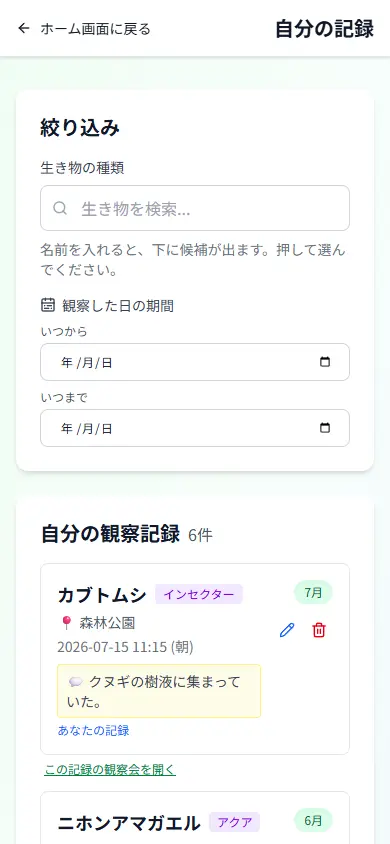 ホーム画面に戻る
自分の記録
絞り込み
生き物の種類
生き物を検索...
名前を入れると、下に候補が出ます。押して選ん
でください。
観察した日の期間
いつから
年 /月/日
いつまで
年 /月/日
自分の観察記録 6件
カブトムシ インセクター 7月
森林公園
2026-07-15 11:15 (朝)
クヌギの樹液に集まって
いた。
あなたの記録
この記録の観察会を開く
ニホンアマガエル アクア 6月